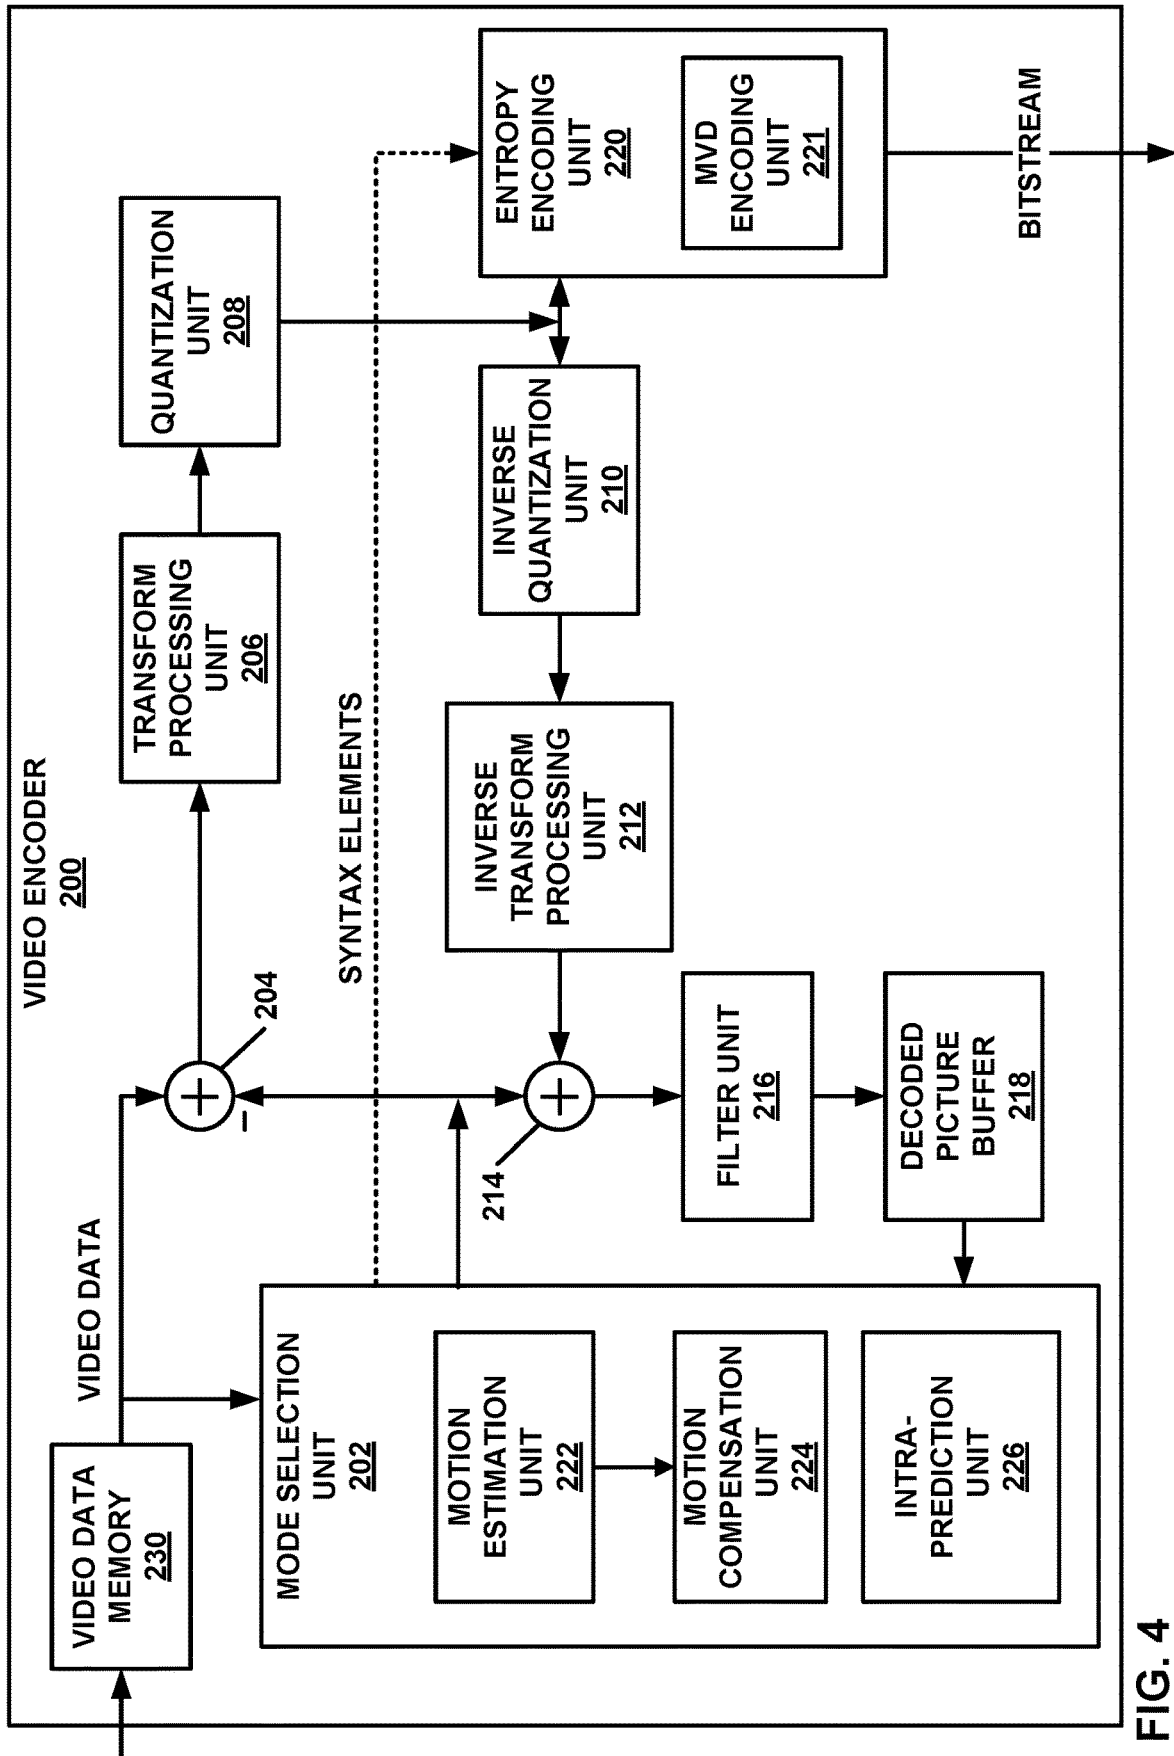 VIDEO ENCODER
200
VIDEO DATA
MEMORY
230
VIDEO DATA
204
−
TRANSFORM
PROCESSING
UNIT
206
QUANTIZATION
UNIT
208
SYNTAX ELEMENTS
MODE SELECTION
UNIT
202
MOTION
ESTIMATION
UNIT
222
MOTION
COMPENSATION
UNIT
224
INTRA-
PREDICTION
UNIT
226
214
INVERSE
TRANSFORM
PROCESSING
UNIT
212
INVERSE
QUANTIZATION
UNIT
210
ENTROPY
ENCODING
UNIT
220
MVD
ENCODING
UNIT
221
FILTER UNIT
216
DECODED
PICTURE
BUFFER
218
BITSTREAM
FIG. 4